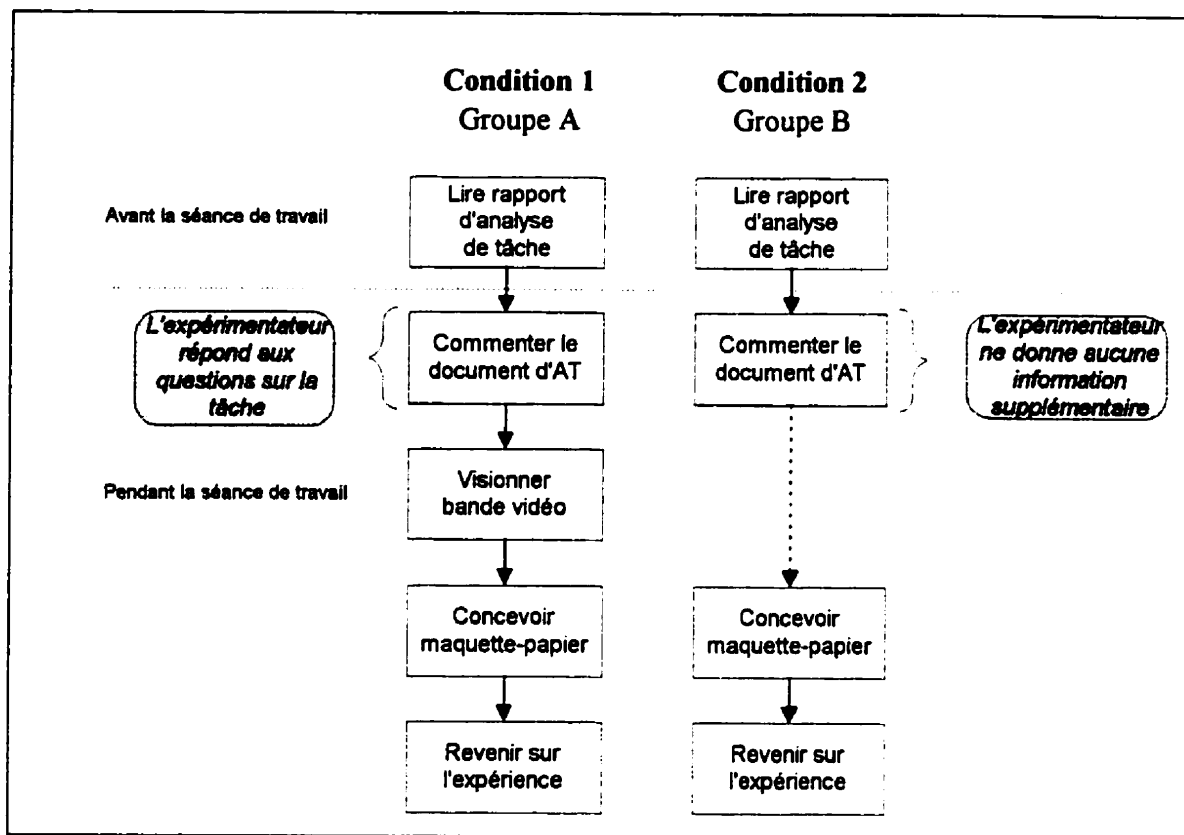 Condition 1
Groupe A
Condition 2
Groupe B
Avant la séance de travail
Lire rapport
d'analyse
de tâche
Lire rapport
d'analyse
de tâche
L'expérimentateur
répond aux
questions sur la
tâche
Commenter le
document d'AT
Commenter le
document d'AT
L'expérimentateur
ne donne aucune
information
supplémentaire
Pendant la séance de travail
Visionner
bande vidéo
Concevoir
maquette-papier
Concevoir
maquette-papier
Revenir sur
l'expérience
Revenir sur
l'expérience